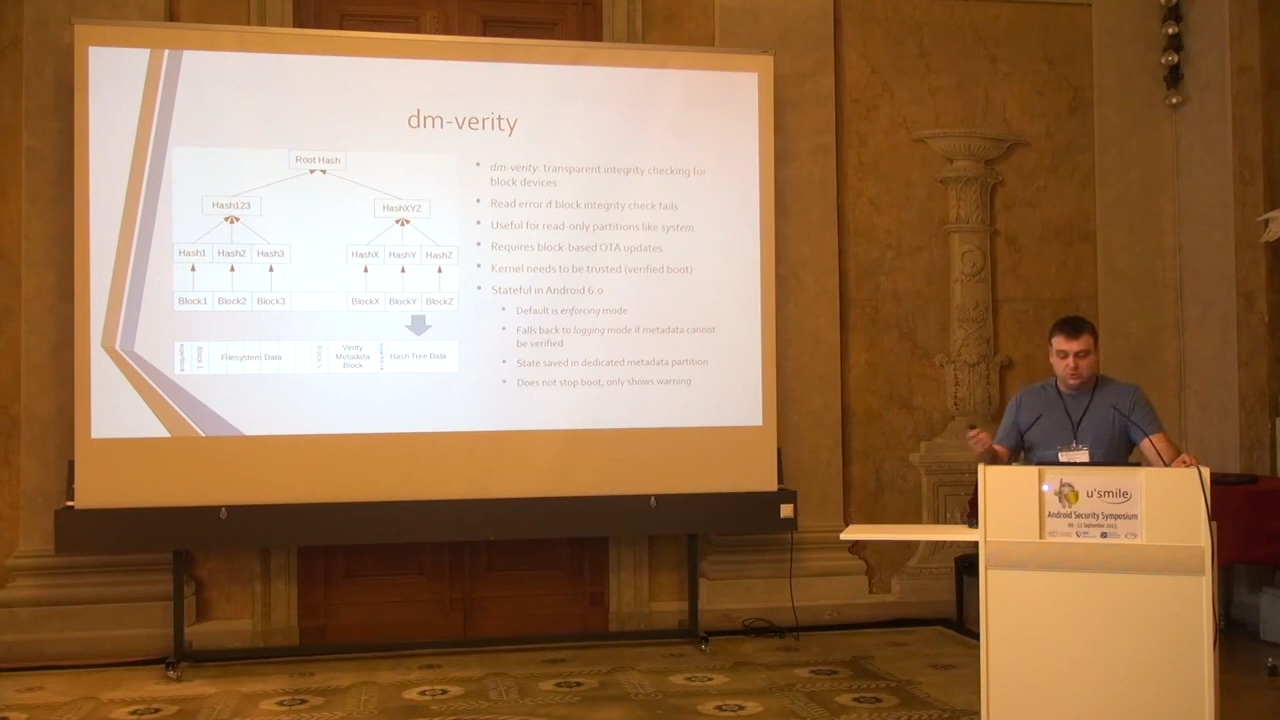 dm-verity
Root Hash
Hash123
HashXYZ
Hash1 Hash2 Hash3
HashX HashY HashZ
Block1 Block2 Block3
BlockX BlockY BlockZ
Filesystem Data
Verity
Metadata
Block
Hash Tree Data
dm-verity: transparent integrity checking for
block devices
Read error if block integrity check fails
Useful for read-only partitions like system
Requires block-based OTA updates
Kernel needs to be trusted (verified boot)
Stateful in Android 6.0
Default is enforcing mode
Falls back to logging mode if metadata cannot
be verified
State saved in dedicated metadata partition
Does not stop boot, only shows warning
u'smile
Android Security Symposium
09 - 11 September 2015